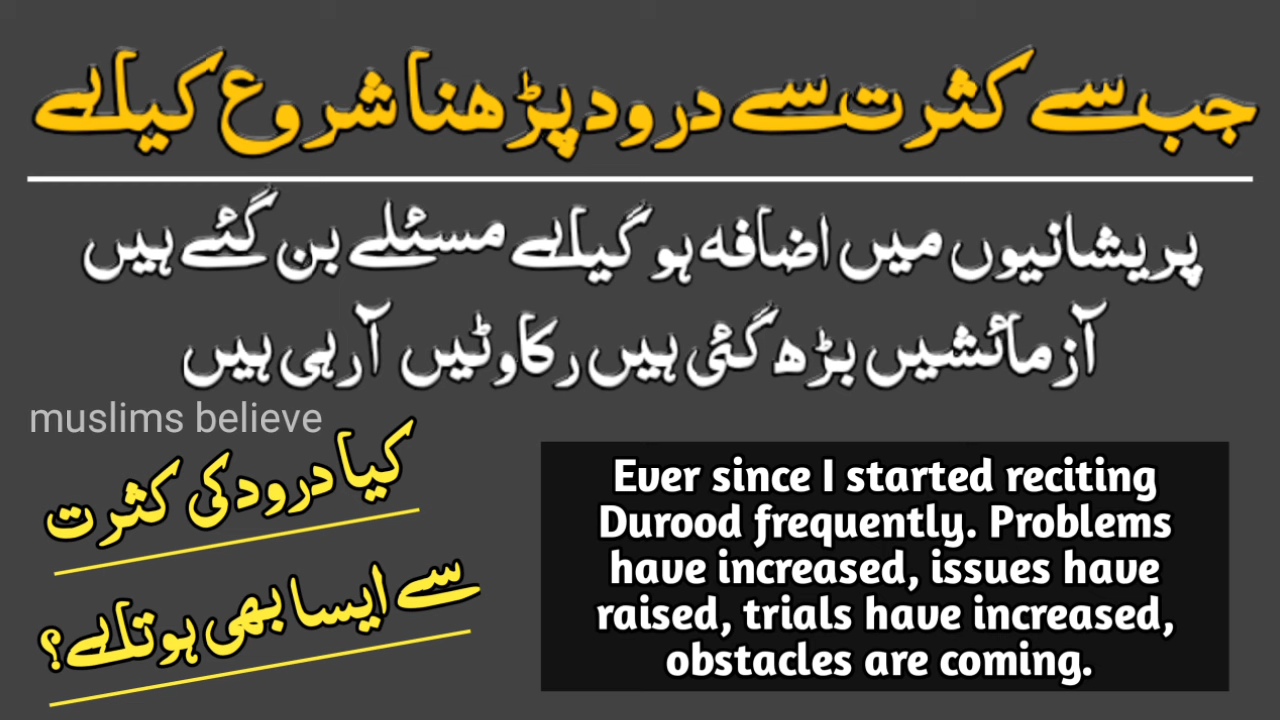 جب سے کثرت سے درود پڑھنا شروع کیا ہے
پریشانیوں میں اضافہ ہو گیا ہے مسئلے بن گئے ہیں
آزمائشیں بڑھ گئی ہیں رکاوٹیں آ رہی ہیں
muslims believe
کیا درود کی کثرت
سے ایسا بھی ہوتا ہے؟
Ever since I started reciting
Durood frequently. Problems
have increased, issues have
raised, trials have increased,
obstacles are coming.